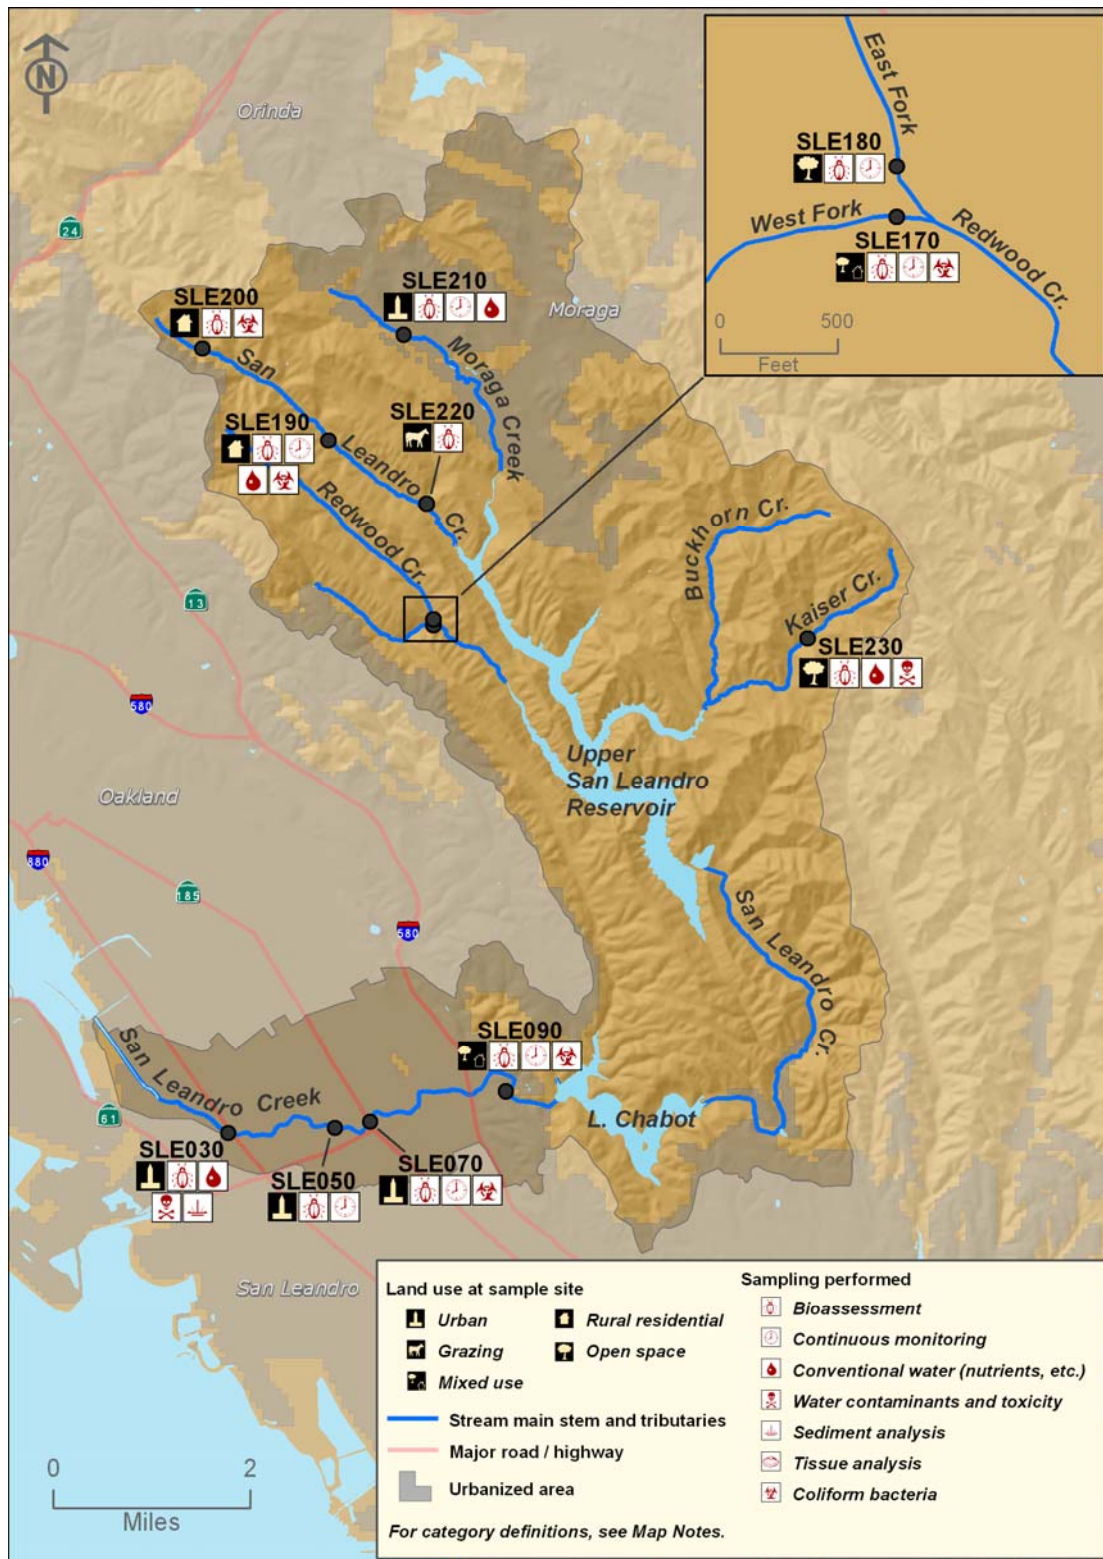 N
Orinda
24
SLE200
SLE210
Moraga
San
Leandro
Cr.
Moraga Creek
SLE190
SLE220
Redwood Cr.
East Fork
SLE180
West Fork
SLE170
Redwood Cr.
0 500
Feet
Buckhorn Cr.
Kaiser Cr.
SLE230
13
580
Upper
San Leandro
Reservoir
Oakland
880
185
580
San Leandro Cr.
SLE090
San Leandro Creek
L. Chabot
61
SLE030
SLE050
SLE070
San Leandro
0 2
Miles
Land use at sample site
Urban
Rural residential
Grazing
Open space
Mixed use
Stream main stem and tributaries
Major road / highway
Urbanized area
For category definitions, see Map Notes.
Sampling performed
Bioassessment
Continuous monitoring
Conventional water (nutrients, etc.)
Water contaminants and toxicity
Sediment analysis
Tissue analysis
Coliform bacteria